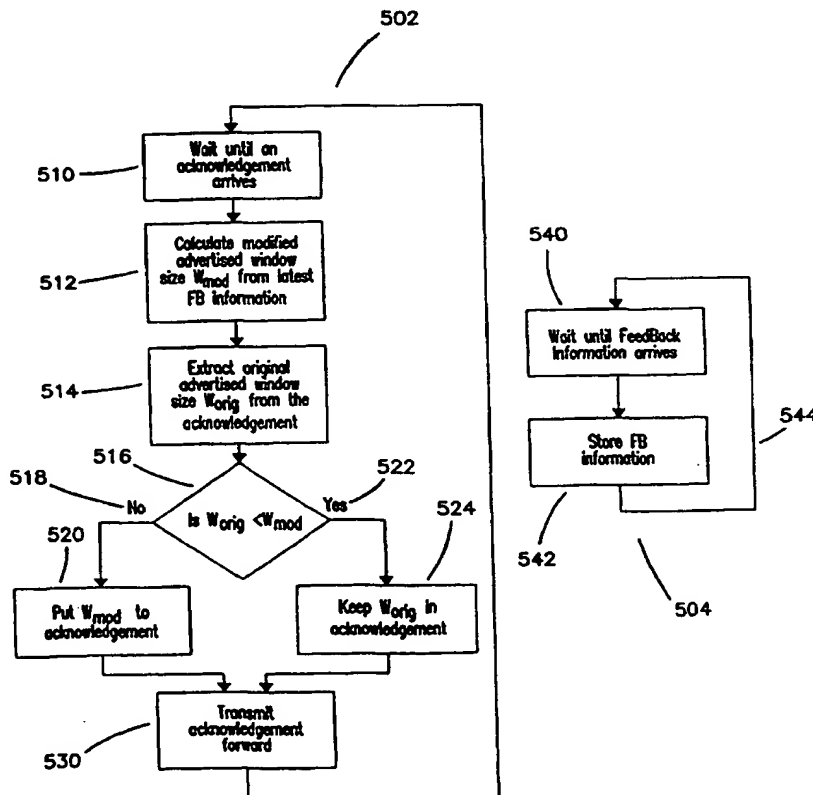 502
510
Wait until an
acknowledgement
arrives
512
Calculate modified
advertised window
size Wmod from latest
FB information
514
Extract original
advertised window
size Worig from the
acknowledgement
516
518
No
522
Yes
Is Worig <Wmod
520
Put Wmod to
acknowledgement
524
Keep Worig in
acknowledgement
530
Transmit
acknowledgement
forward
540
Wait until FeedBack
Information arrives
544
Store FB
information
542
504